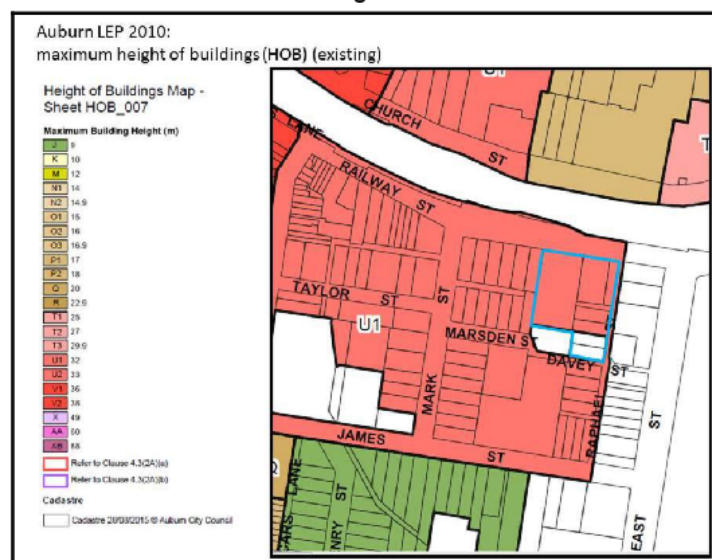 Auburn LEP 2010:
maximum height of buildings (HOB) (existing)
Height of Buildings Map -
Sheet HOB_007
Maximum Building Height (m)
J 9
K 10
M 12
N1 14
N2 14.9
O1 15
O2 16
O3 16.9
P1 17
P2 18
Q 20
R 22.9
T1 25
T2 27
T3 29.9
U1 32
U2 33
V1 36
V2 38
X 49
AA 60
AB
Refer to Clause 4.3(2A)(a)
Refer to Clause 4.3(2A)(b)
Cadastre
Cadastre 28/08/2015 © Auburn City Council
CHURCH
ST
LANE
RAILWAY
ST
TAYLOR ST
ST
U1
MARSDEN ST
DAVEY ST
MARK
RAPHAEL
ST
JAMES
ST
LANE
ST
EAST
T